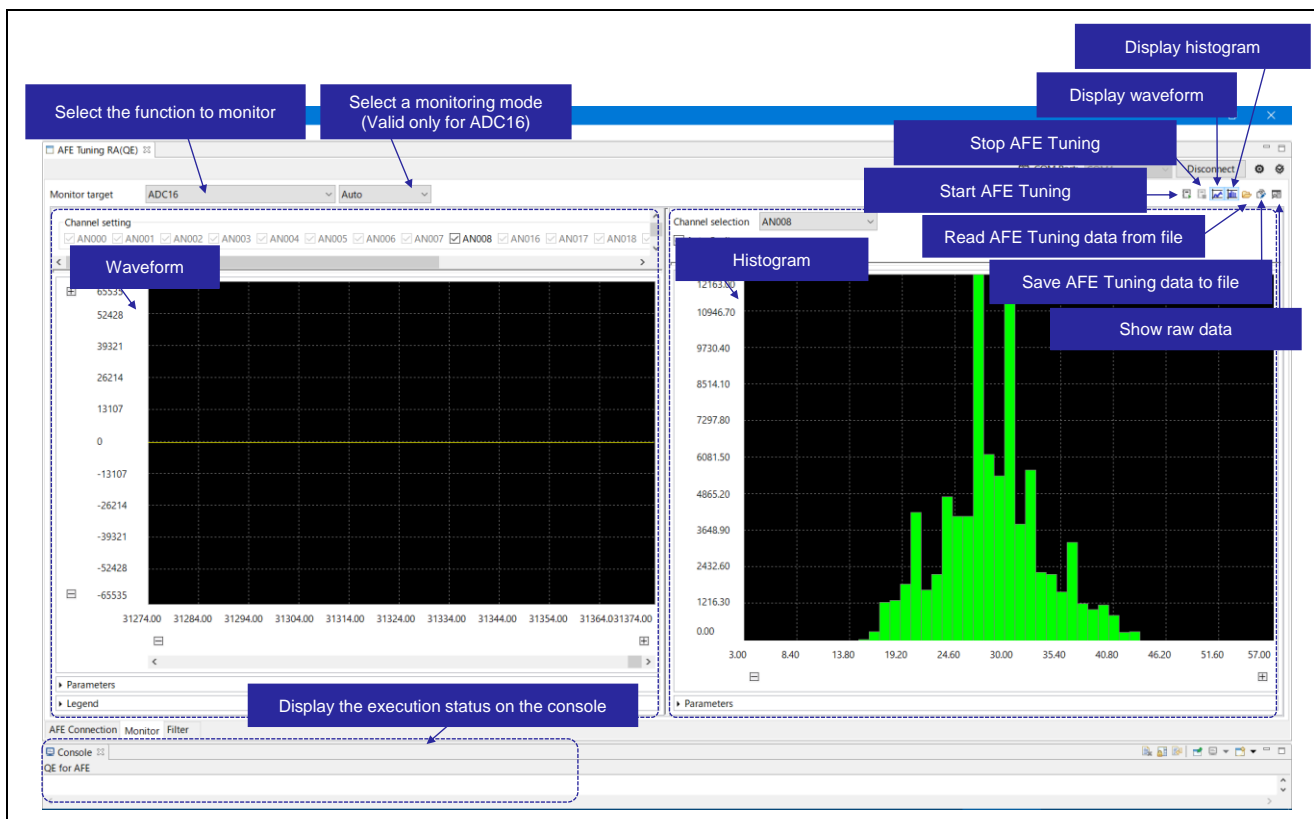 Display histogram
Display waveform
Select the function to monitor
Select a monitoring mode
(Valid only for ADC16)
Stop AFE Tuning
AFE Tuning RA(QE)
Disconnect
Start AFE Tuning
Monitor target
ADC16
Auto
Read AFE Tuning data from file
Save AFE Tuning data to file
Show raw data
Channel setting
AN000 AN001 AN002 AN003 AN004 AN005 AN006 AN007 AN008 AN016 AN017 AN018
Waveform
65535
52428
39321
26214
13107
0
-13107
-26214
-39321
-52428
-65535
31274.00 31284.00 31294.00 31304.00 31314.00 31324.00 31334.00 31344.00 31354.00 31364.00 31374.00
Parameters
Legend
Channel selection AN008
Histogram
12163.00
10946.70
9730.40
8514.10
7297.80
6081.50
4865.20
3648.90
2432.60
1216.30
0.00
3.00 8.40 13.80 19.20 24.60 30.00 35.40 40.80 46.20 51.60 57.00
Parameters
Display the execution status on the console
AFE Connection Monitor Filter
Console
QE for AFE